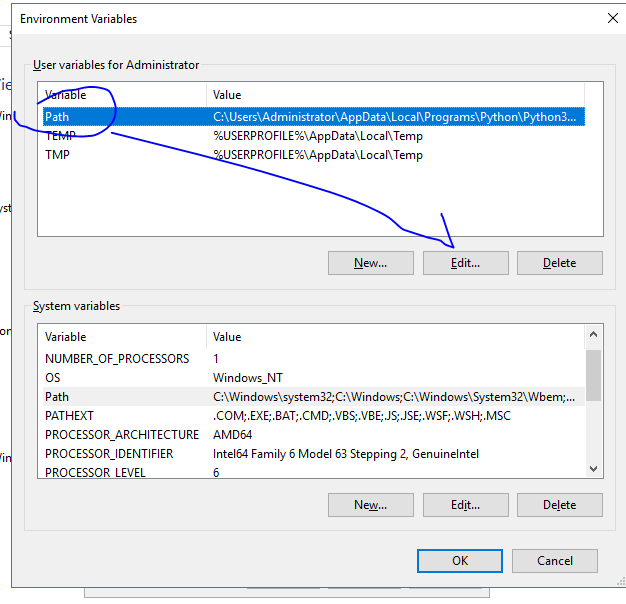 Environment Variables
User variables for Administrator
Variable Value
Path C:\Users\Administrator\AppData\Local\Programs\Python\Python3...
TEMP %USERPROFILE%\AppData\Local\Temp
TMP %USERPROFILE%\AppData\Local\Temp
New... Edit... Delete
System variables
Variable Value
NUMBER_OF_PROCESSORS 1
OS Windows_NT
Path C:\Windows\system32;C:\Windows;C:\Windows\System32\Wbem;...
PATHEXT .COM;.EXE;.BAT;.CMD;.VBS;.VBE;.JS;.JSE;.WSF;.WSH;.MSC
PROCESSOR_ARCHITECTURE AMD64
PROCESSOR_IDENTIFIER Intel64 Family 6 Model 63 Stepping 2, GenuineIntel
PROCESSOR_LEVEL 6
New... Edit... Delete
OK Cancel